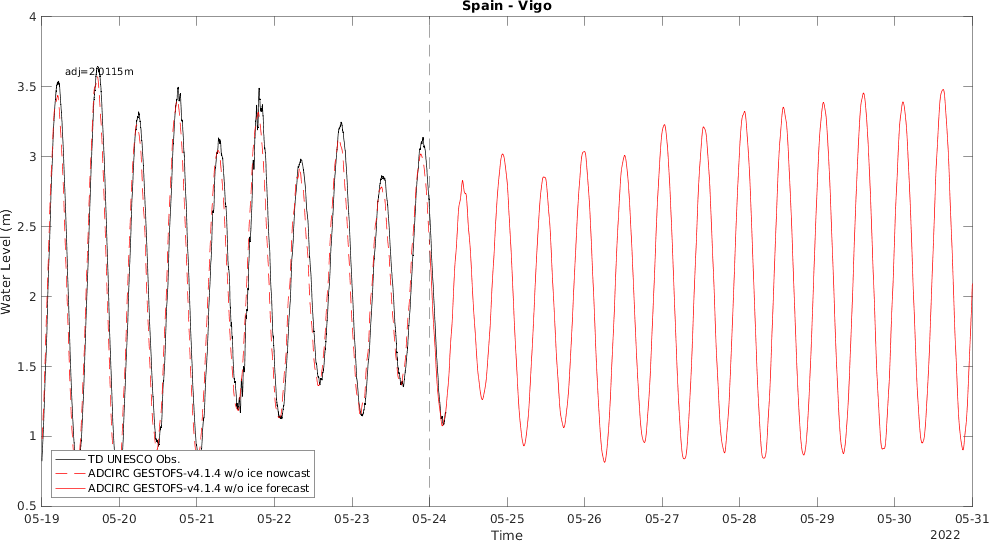 Spain - Vigo
adj=2.0115m
Water Level (m)
4
3.5
3
2.5
2
1.5
1
0.5
TD UNESCO Obs.
ADCIRC GESTOFS-v4.1.4 w/o ice nowcast
ADCIRC GESTOFS-v4.1.4 w/o ice forecast
05-19 05-20 05-21 05-22 05-23 05-24 05-25 05-26 05-27 05-28 05-29 05-30 05-31
Time
2022